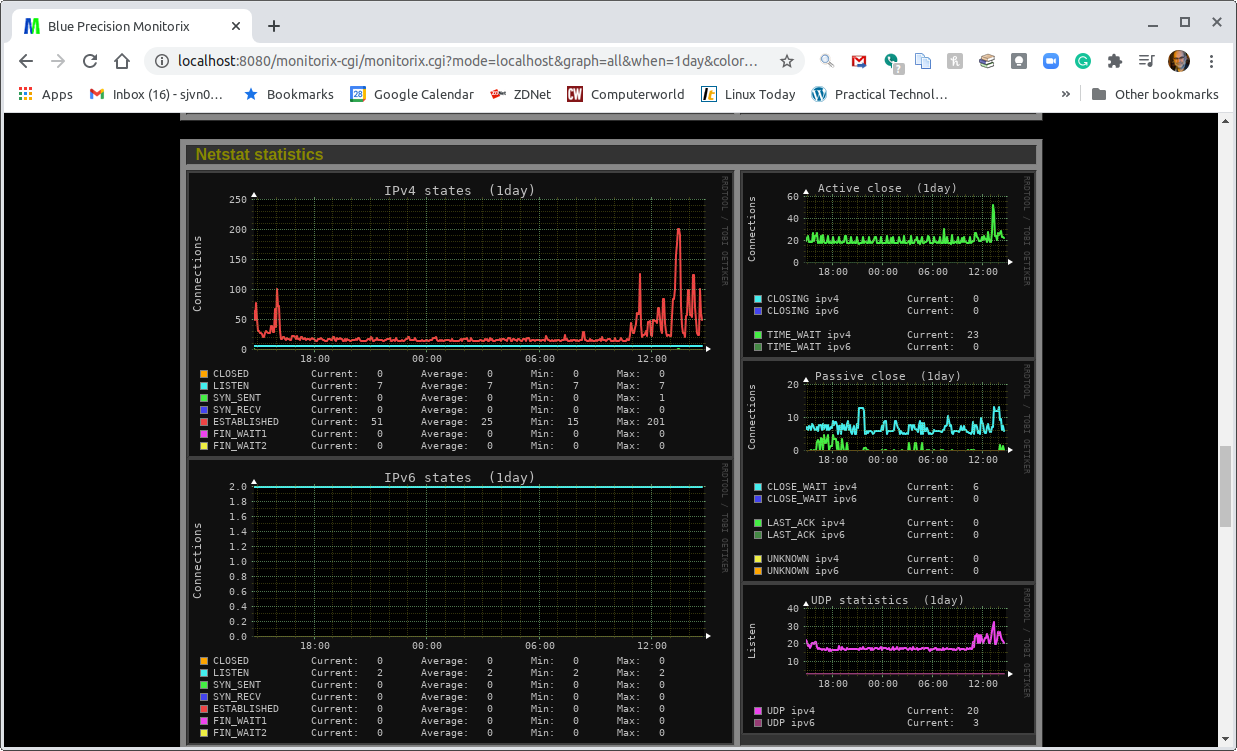 Blue Precision Monitorix
localhost:8080/monitorix-cgi/monitorix.cgi?mode=localhost&graph=all&when=1day&color...
Apps Inbox (16) - sjvn0... Bookmarks 28 Google Calendar ZDNet CW Computerworld Linux Today Practical Technol... » Other bookmarks
Netstat statistics
IPv4 states (1day)
RRDTOOL / TOBI OETIKER
Connections
250
200
150
100
50
0
18:00 00:00 06:00 12:00
CLOSED Current: 0 Average: 0 Min: 0 Max: 0
LISTEN Current: 7 Average: 7 Min: 7 Max: 7
SYN_SENT Current: 0 Average: 0 Min: 0 Max: 1
SYN_RECV Current: 0 Average: 0 Min: 0 Max: 0
ESTABLISHED Current: 51 Average: 25 Min: 15 Max: 201
FIN_WAIT1 Current: 0 Average: 0 Min: 0 Max: 0
FIN_WAIT2 Current: 0 Average: 0 Min: 0 Max: 0
IPv6 states (1day)
RRDTOOL / TOBI OETIKER
Connections
2.0
1.8
1.6
1.4
1.2
1.0
0.8
0.6
0.4
0.2
0.0
18:00 00:00 06:00 12:00
CLOSED Current: 0 Average: 0 Min: 0 Max: 0
LISTEN Current: 2 Average: 2 Min: 2 Max: 2
SYN_SENT Current: 0 Average: 0 Min: 0 Max: 0
SYN_RECV Current: 0 Average: 0 Min: 0 Max: 0
ESTABLISHED Current: 0 Average: 0 Min: 0 Max: 0
FIN_WAIT1 Current: 0 Average: 0 Min: 0 Max: 0
FIN_WAIT2 Current: 0 Average: 0 Min: 0 Max: 0
Active close (1day)
RRDTOOL / TOBI OETIKER
Connections
60
40
20
0
18:00 00:00 06:00 12:00
CLOSING ipv4 Current: 0
CLOSING ipv6 Current: 0
TIME_WAIT ipv4 Current: 23
TIME_WAIT ipv6 Current: 0
Passive close (1day)
RRDTOOL / TOBI OETIKER
Connections
20
10
0
18:00 00:00 06:00 12:00
CLOSE_WAIT ipv4 Current: 6
CLOSE_WAIT ipv6 Current: 0
LAST_ACK ipv4 Current: 0
LAST_ACK ipv6 Current: 0
UNKNOWN ipv4 Current: 0
UNKNOWN ipv6 Current: 0
UDP statistics (1day)
RRDTOOL / TOBI OETIKER
Listen
40
30
20
10
18:00 00:00 06:00 12:00
UDP ipv4 Current: 20
UDP ipv6 Current: 3